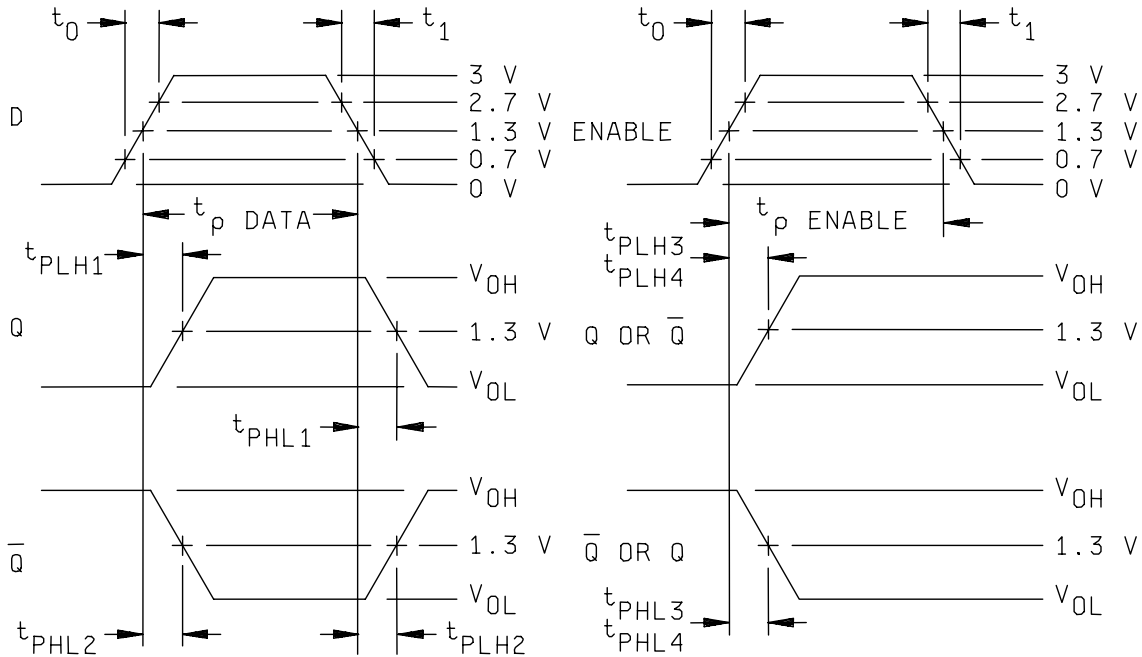 t0 t1
3 V
2.7 V
D
1.3 V
0.7 V
0 V
tp DATA
tPLH1
VOH
Q
1.3 V
VOL
tPHL1
VOH
Q̅
1.3 V
VOL
tPHL2 tPLH2
t0 t1
3 V
2.7 V
ENABLE
1.3 V
0.7 V
0 V
tp ENABLE
tPLH3
tPLH4
VOH
Q OR Q̅
1.3 V
VOL
VOH
Q̅ OR Q
1.3 V
VOL
tPHL3
tPHL4